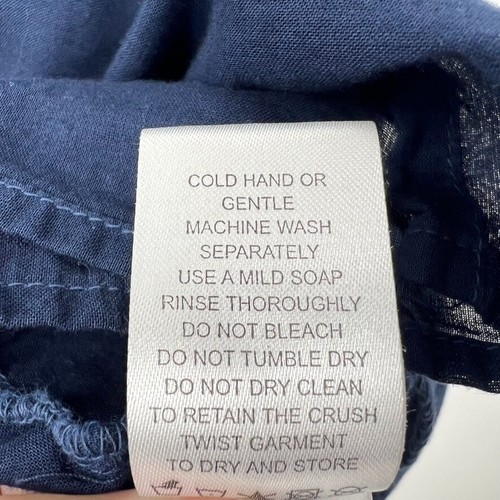 COLD HAND OR
GENTLE
MACHINE WASH
SEPARATELY
USE A MILD SOAP
RINSE THOROUGHLY
DO NOT BLEACH
DO NOT TUMBLE DRY
DO NOT DRY CLEAN
TO RETAIN THE CRUSH
TWIST GARMENT
TO DRY AND STORE